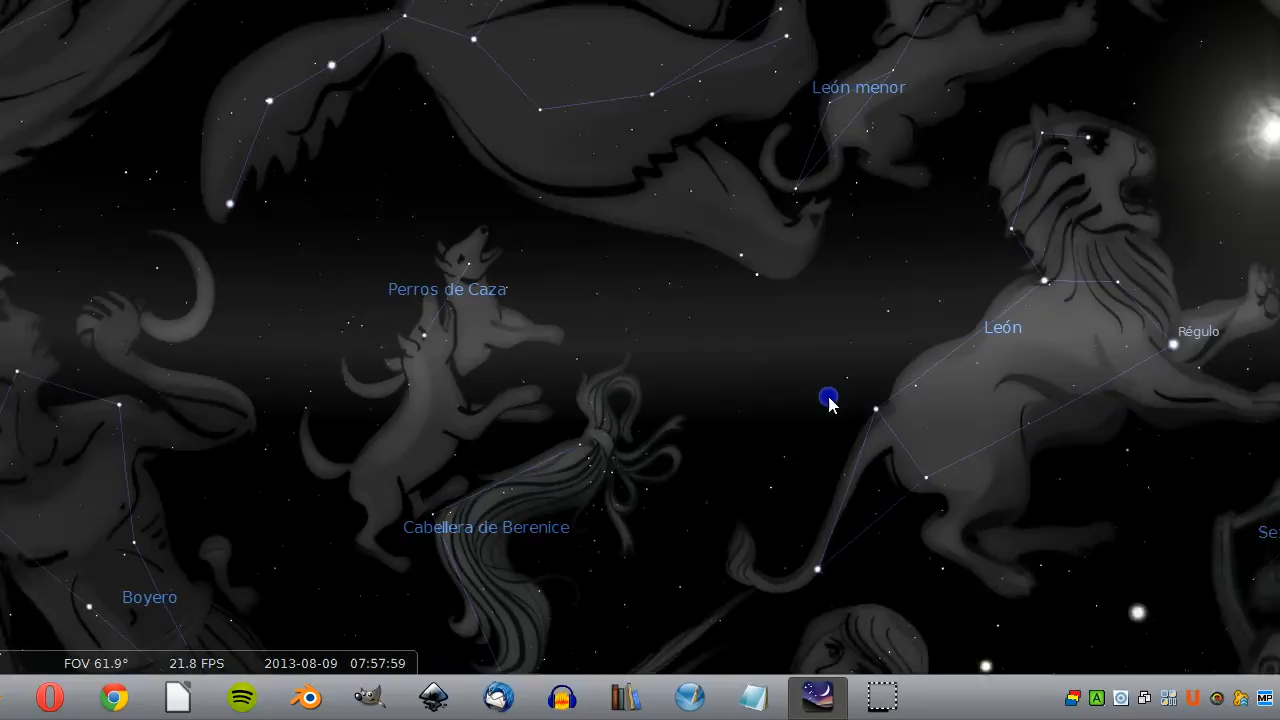 León menor
Perros de Caza
León
Régulo
Cabellera de Berenice
Boyero
FOV 61.9° 21.8 FPS 2013-08-09 07:57:59
A
U
MP